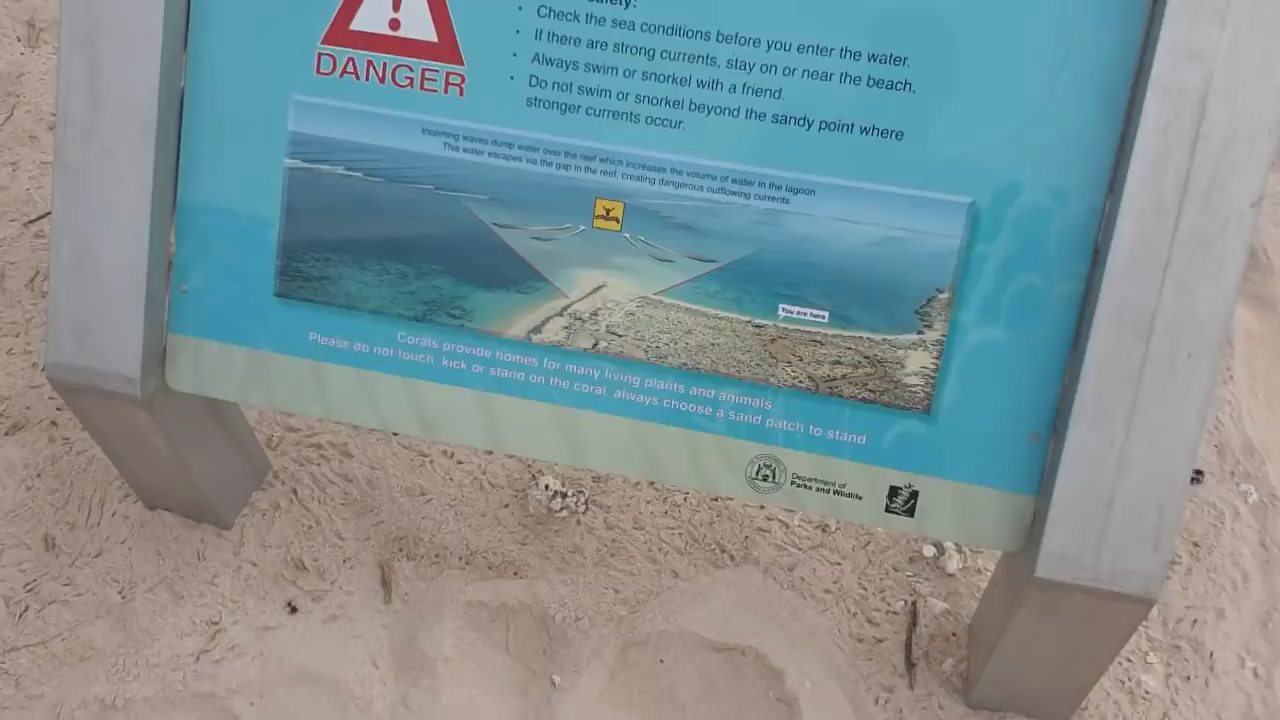 safety:
• Check the sea conditions before you enter the water.
• If there are strong currents, stay on or near the beach.
• Always swim or snorkel with a friend.
• Do not swim or snorkel beyond the sandy point where
stronger currents occur.
DANGER
Incoming waves dump water over the reef which increases the volume of water in the lagoon.
This water escapes via the gap in the reef, creating dangerous outflowing currents.
You are here
Corals provide homes for many living plants and animals.
Please do not touch, kick or stand on the coral, always choose a sand patch to stand
Department of
Parks and Wildlife